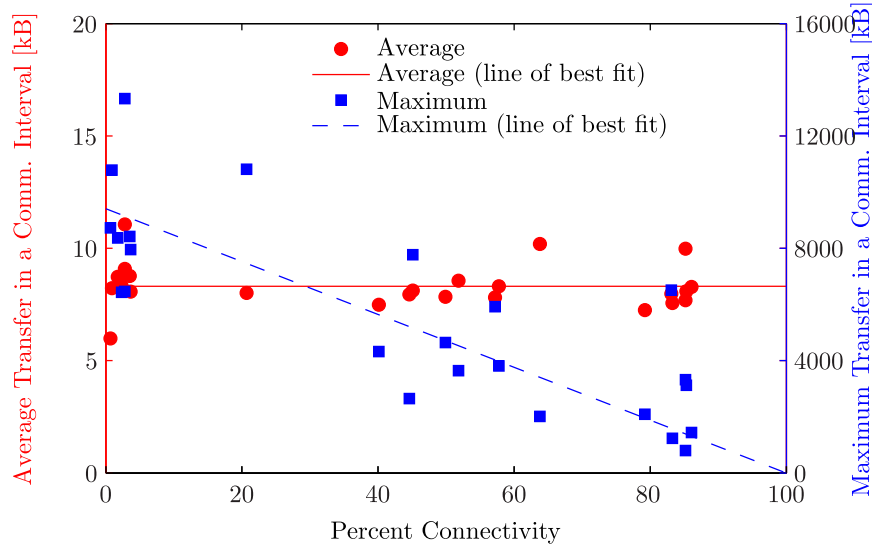 20
15
10
5
0
Average Transfer in a Comm. Interval [kB]
Average
Average (line of best fit)
Maximum
Maximum (line of best fit)
16000
12000
8000
4000
0
Maximum Transfer in a Comm. Interval [kB]
0 20 40 60 80 100
Percent Connectivity